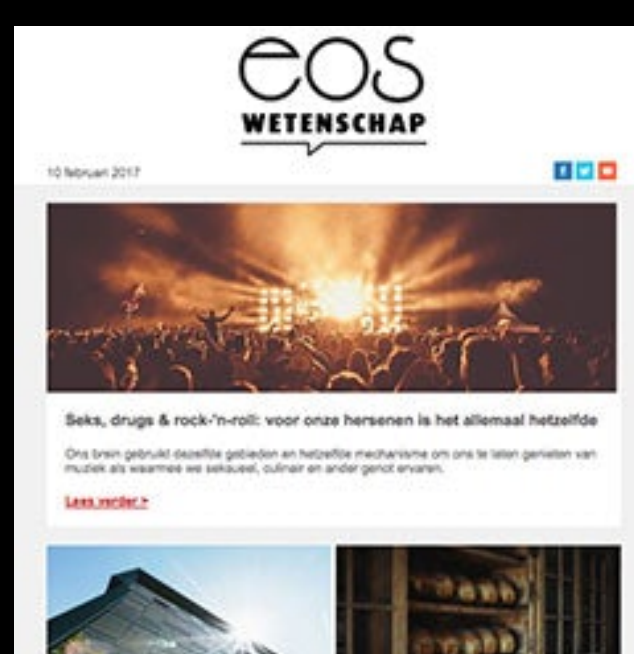 eos
WETENSCHAP
10 februari 2017
Seks, drugs & rock-'n-roll: voor onze hersenen is het allemaal hetzelfde
Ons brein gebruikt dezelfde gebieden en hetzelfde mechanisme om ons te laten genieten van
muziek als waarmee we seksueel, culinair en ander genot ervaren.
Lees verder >